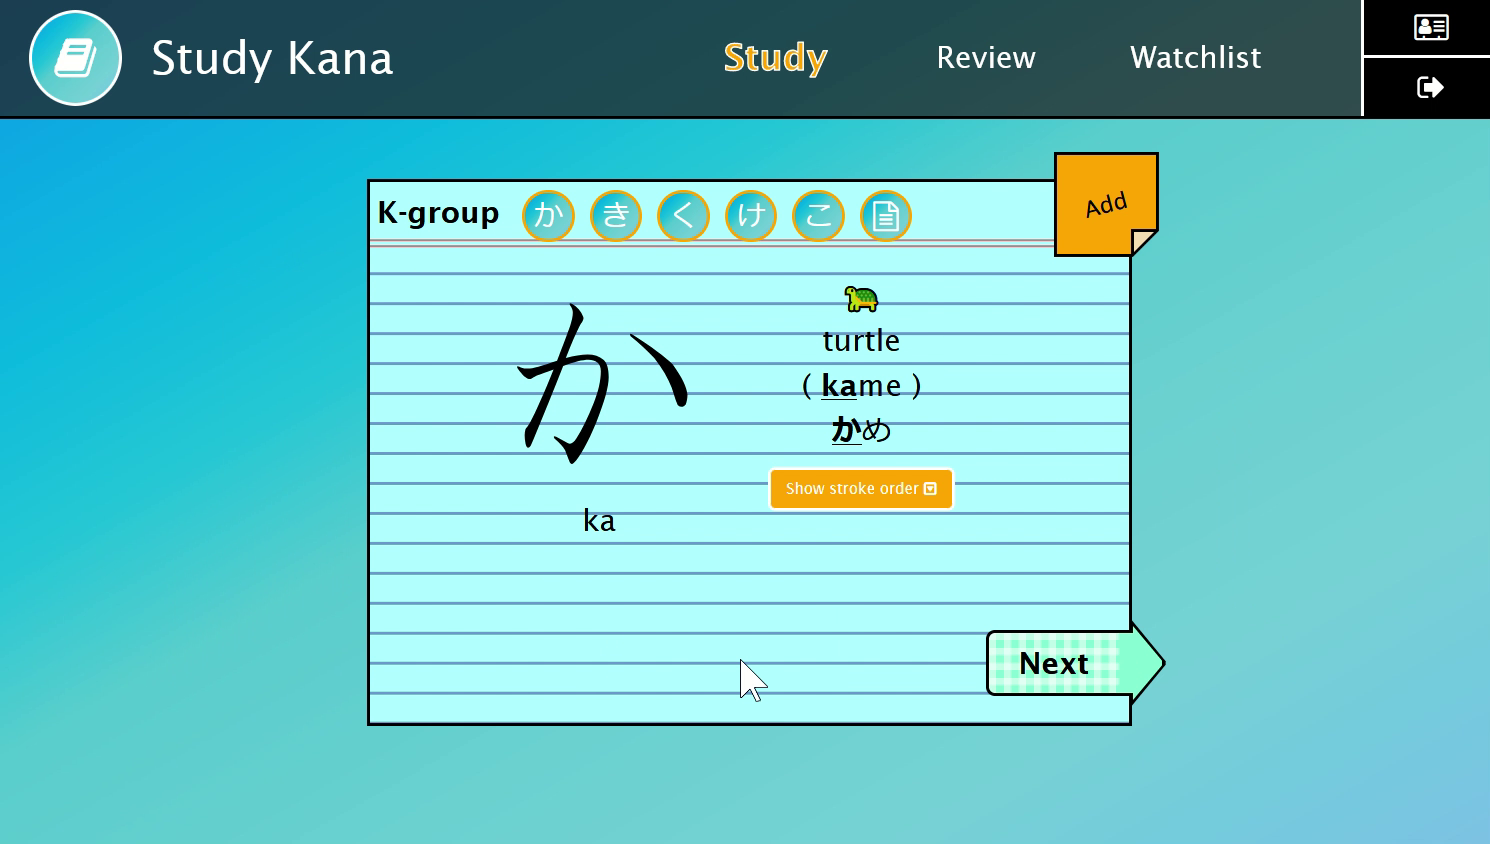 Study Kana
Study
Review
Watchlist
K-group
か
き
く
け
こ
Add
か
ka
🐢
turtle
( kame )
かめ
Show stroke order
Next